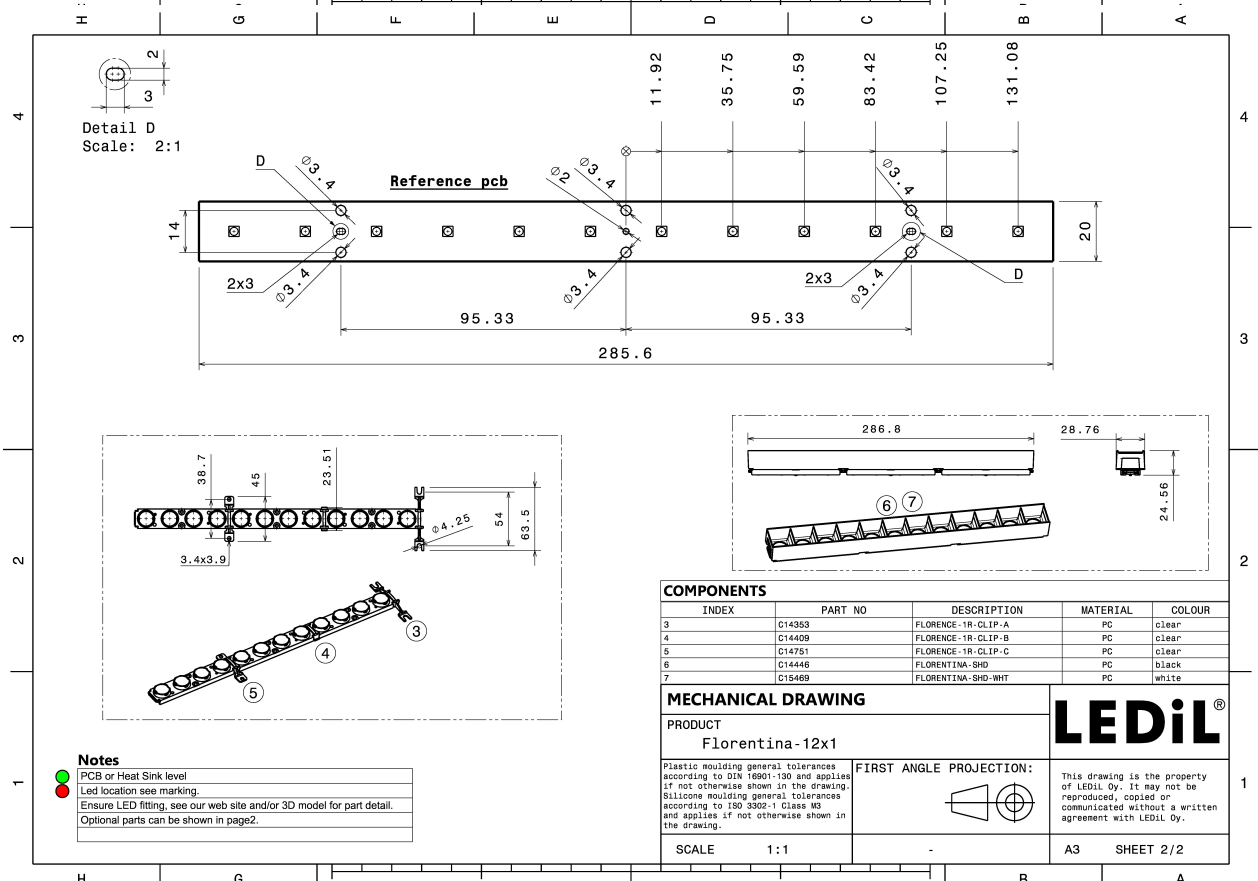 H G F E D C B A
4
4
3
3
2
2
1
1
2
3
Detail D
Scale: 2:1
11.92
35.75
59.59
83.42
107.25
131.08
D
Ø3.4
Reference pcb
Ø2
Ø3.4
Ø3.4
14
20
2x3
Ø3.4
Ø3.4
2x3
Ø3.4
D
95.33
95.33
285.6
38.7
45
23.51
Ø4.25
54
63.5
3.4x3.9
3
4
5
286.8
28.76
24.56
6 7
COMPONENTS
INDEX PART NO DESCRIPTION MATERIAL COLOUR
3 C14353 FLORENCE-1R-CLIP-A PC clear
4 C14409 FLORENCE-1R-CLIP-B PC clear
5 C14751 FLORENCE-1R-CLIP-C PC clear
6 C14446 FLORENTINA-SHD PC black
7 C15469 FLORENTINA-SHD-WHT PC white
MECHANICAL DRAWING
PRODUCT
Florentina-12x1
LEDiL®
Plastic moulding general tolerances
according to DIN 16901-130 and applies
if not otherwise shown in the drawing.
Silicone moulding general tolerances
according to ISO 3302-1 Class M3
and applies if not otherwise shown in
the drawing.
FIRST ANGLE PROJECTION:
This drawing is the property
of LEDiL Oy. It may not be
reproduced, copied or
communicated without a written
agreement with LEDiL Oy.
SCALE 1:1
-
A3 SHEET 2/2
Notes
PCB or Heat Sink level
Led location see marking.
Ensure LED fitting, see our web site and/or 3D model for part detail.
Optional parts can be shown in page2.
H G B A